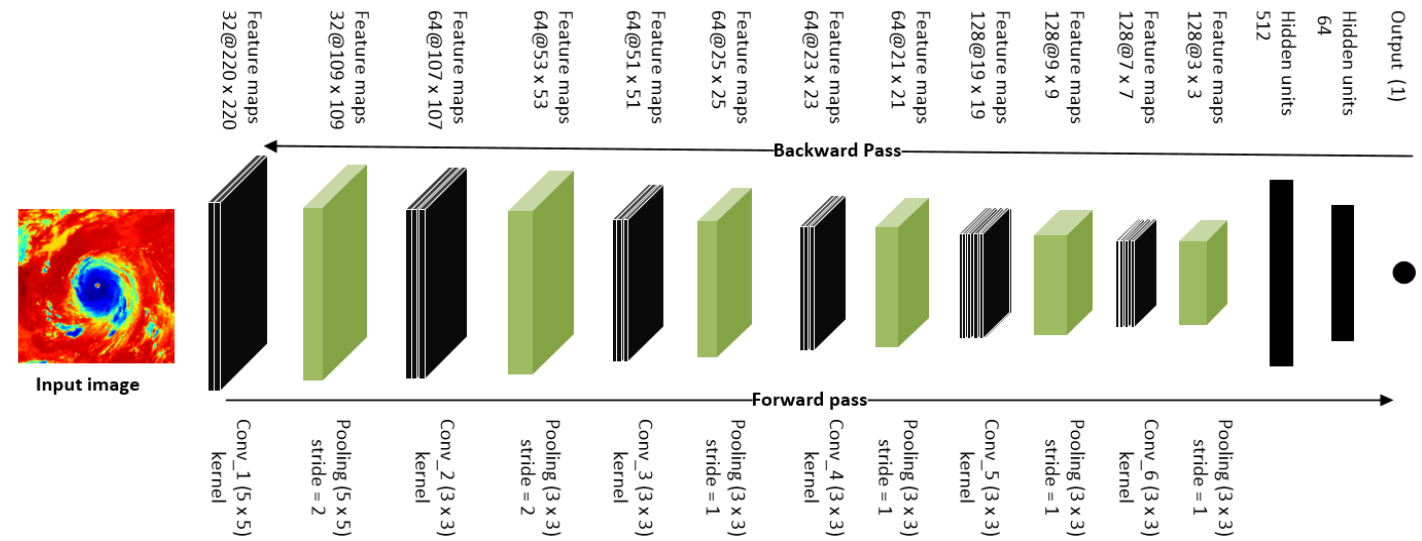 Feature maps
32@220 x 220
Feature maps
32@109 x 109
Feature maps
64@107 x 107
Feature maps
64@53 x 53
Feature maps
64@51 x 51
Feature maps
64@25 x 25
Feature maps
64@23 x 23
Feature maps
64@21 x 21
Feature maps
128@19 x 19
Feature maps
128@9 x 9
Feature maps
128@7 x 7
Feature maps
128@3 x 3
Hidden units
512
Hidden units
64
Output (1)
Backward Pass
Input image
Forward pass
Conv_1 (5 x 5)
kernel
Pooling (5 x 5)
stride = 2
Conv_2 (3 x 3)
kernel
Pooling (3 x 3)
stride = 2
Conv_3 (3 x 3)
kernel
Pooling (3 x 3)
stride = 1
Conv_4 (3 x 3)
kernel
Pooling (3 x 3)
stride = 1
Conv_5 (3 x 3)
kernel
Pooling (3 x 3)
stride = 1
Conv_6 (3 x 3)
kernel
Pooling (3 x 3)
stride = 1